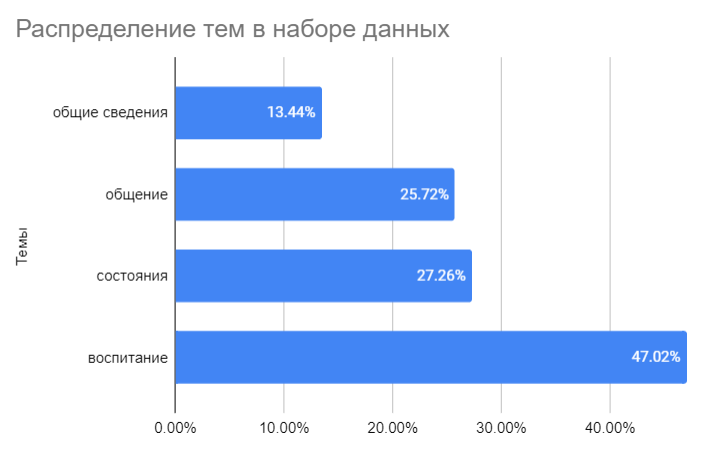 Распределение тем в наборе данных
Темы
общие сведения
13.44%
общение
25.72%
состояния
27.26%
воспитание
47.02%
0.00%
10.00%
20.00%
30.00%
40.00%